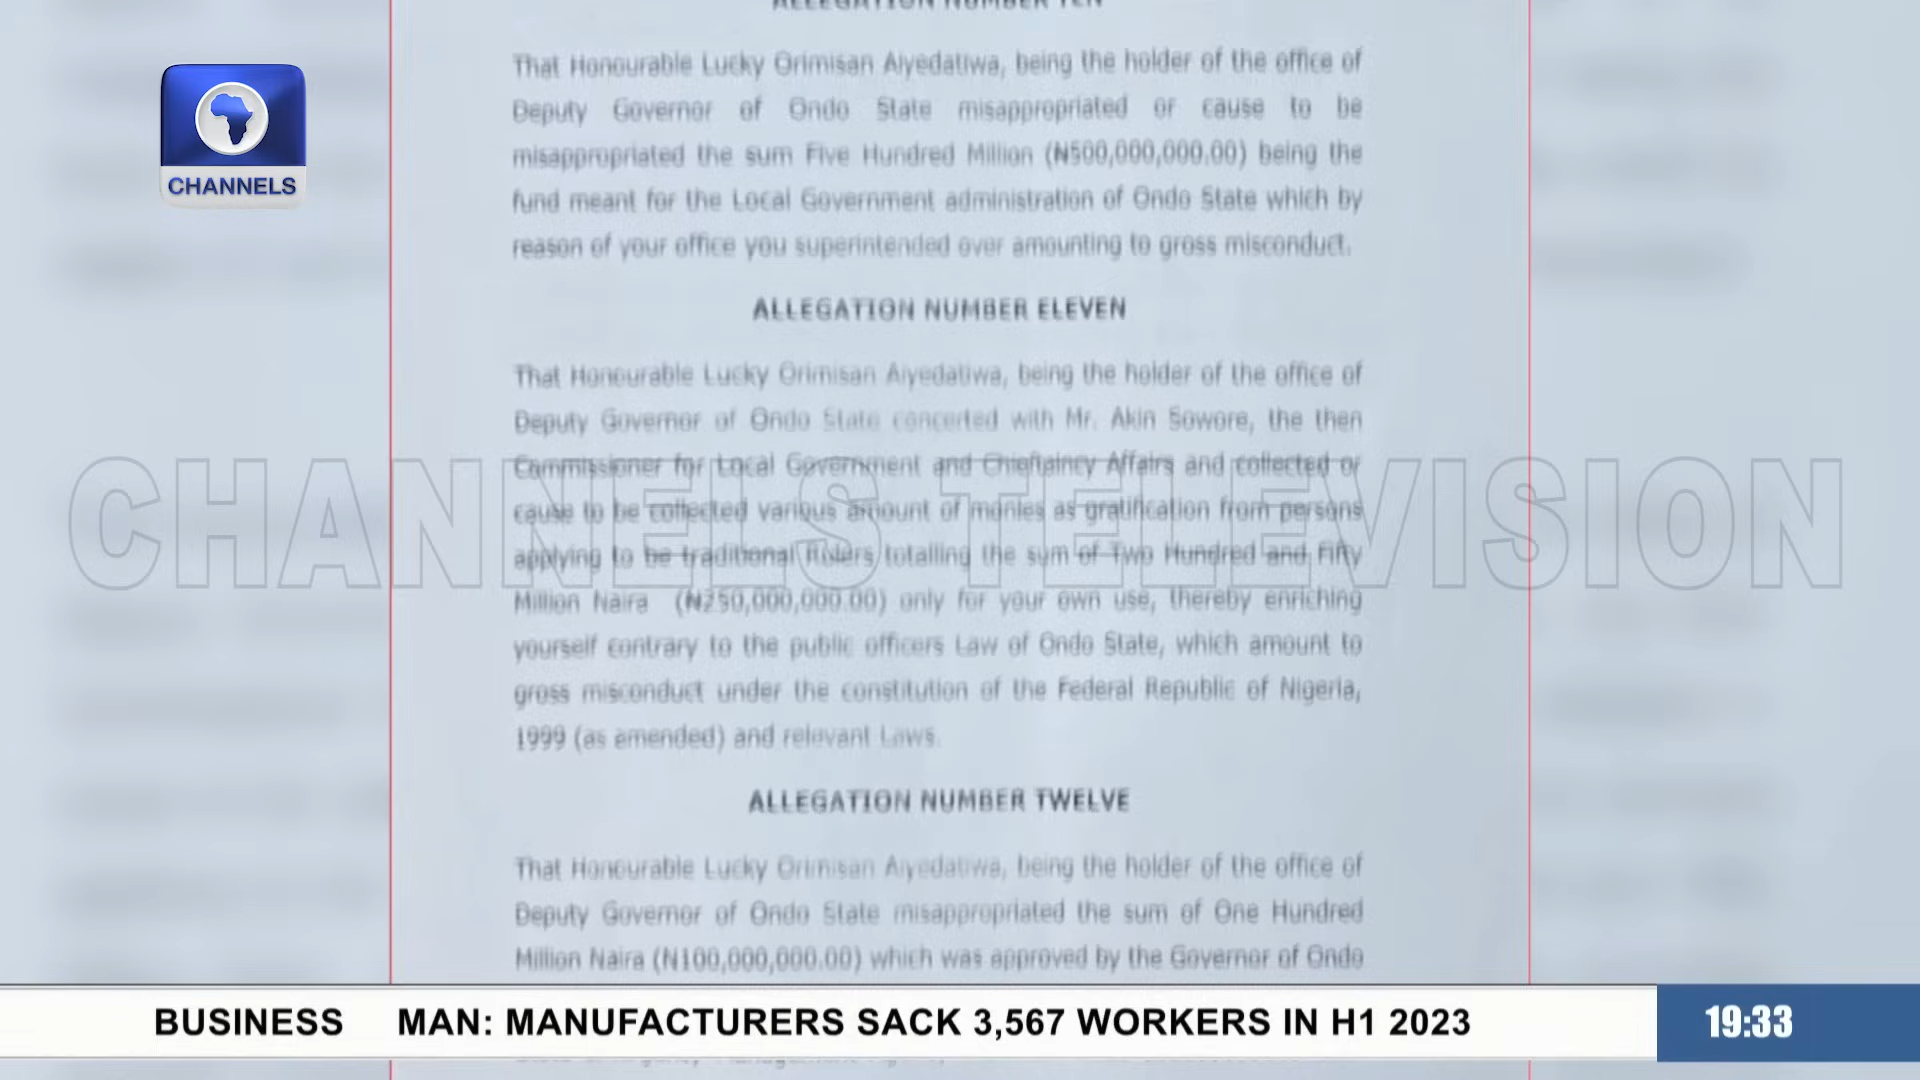 ALLEGATION NUMBER TEN
That Honourable Lucky Orimisan Aiyedatiwa, being the holder of the office of
Deputy Governor of Ondo State misappropriated or cause to be
misappropriated the sum Five Hundred Million (₦500,000,000.00) being the
fund meant for the Local Government administration of Ondo State which by
reason of your office you superintended over amounting to gross misconduct.
ALLEGATION NUMBER ELEVEN
That Honourable Lucky Orimisan Aiyedatiwa, being the holder of the office of
Deputy Governor of Ondo State concerted with Mr. Akin Sowore, the then
Commissioner for Local Government and Chieftaincy Affairs and collected or
cause to be collected various amount of monies as gratification from persons
applying to be traditional Rulers totalling the sum of Two Hundred and Fifty
Million Naira (₦250,000,000.00) only for your own use, thereby enriching
yourself contrary to the public officers Law of Ondo State, which amount to
gross misconduct under the constitution of the Federal Republic of Nigeria,
1999 (as amended) and relevant Laws.
ALLEGATION NUMBER TWELVE
That Honourable Lucky Orimisan Aiyedatiwa, being the holder of the office of
Deputy Governor of Ondo State misappropriated the sum of One Hundred
Million Naira (N100,000,000.00) which was approved by the Governor of Ondo
CHANNELS
CHANNELS TELEVISION
BUSINESS MAN: MANUFACTURERS SACK 3,567 WORKERS IN H1 2023
19:33